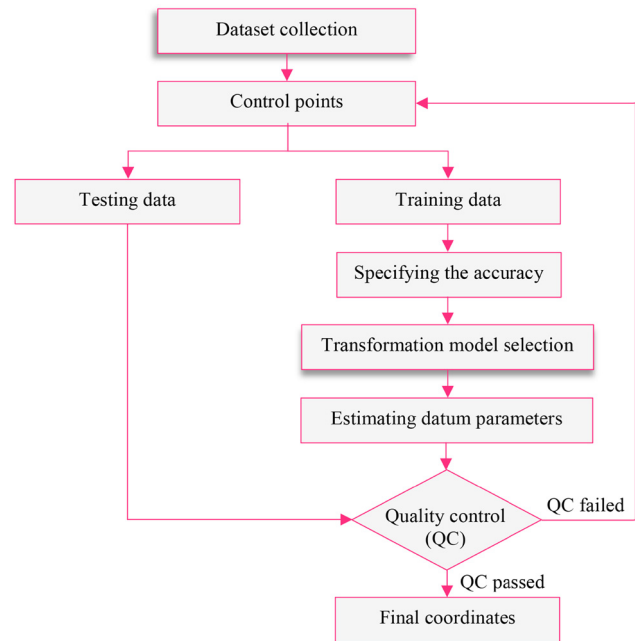 Dataset collection
Control points
Testing data
Training data
Specifying the accuracy
Transformation model selection
Estimating datum parameters
Quality control
(QC)
QC failed
QC passed
Final coordinates